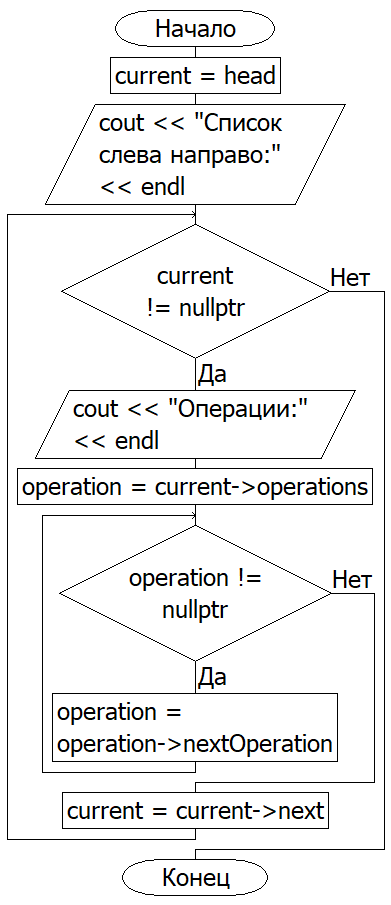 Начало
current = head
cout << "Список
слева направо:"
<< endl
current
!= nullptr
Нет
Да
cout << "Операции:"
<< endl
operation = current->operations
operation !=
nullptr
Нет
Да
operation =
operation->nextOperation
current = current->next
Конец